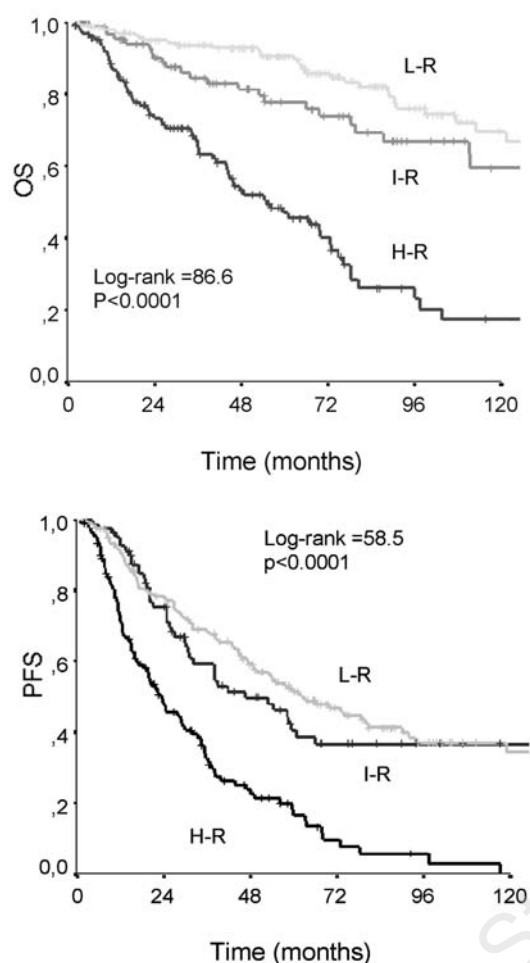 1,0
,8
,6
,4
,2
0,0
OS
L-R
I-R
H-R
Log-rank =86.6
P<0.0001
0 24 48 72 96 120
Time (months)
1,0
,8
,6
,4
,2
0,0
PFS
Log-rank =58.5
p<0.0001
L-R
I-R
H-R
0 24 48 72 96 120
Time (months)